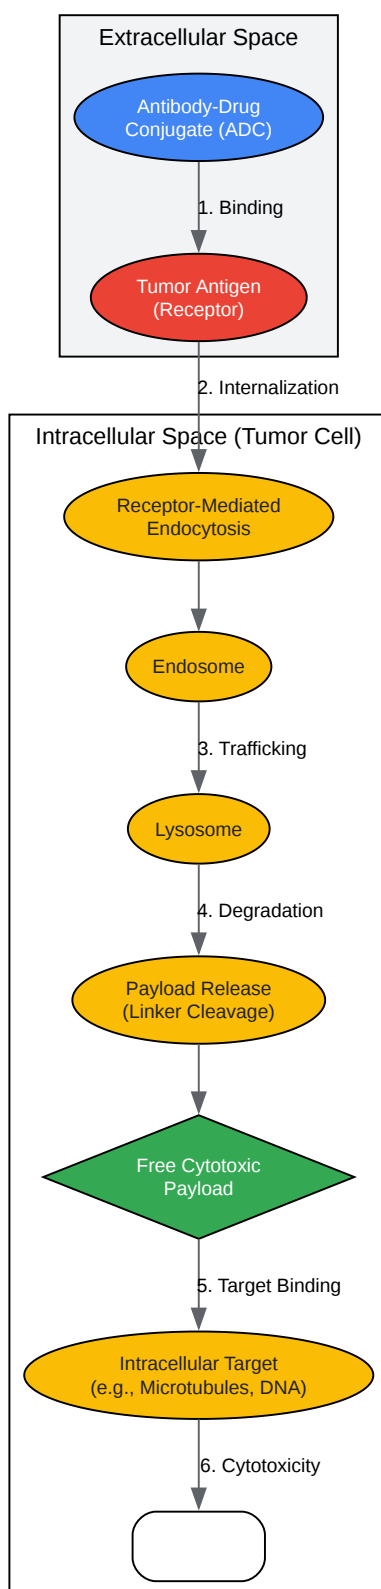 Extracellular Space
Antibody-Drug
Conjugate (ADC)
1. Binding
Tumor Antigen
(Receptor)
2. Internalization
Intracellular Space (Tumor Cell)
Receptor-Mediated
Endocytosis
Endosome
3. Trafficking
Lysosome
4. Degradation
Payload Release
(Linker Cleavage)
Free Cytotoxic
Payload
5. Target Binding
Intracellular Target
(e.g., Microtubules, DNA)
6. Cytotoxicity